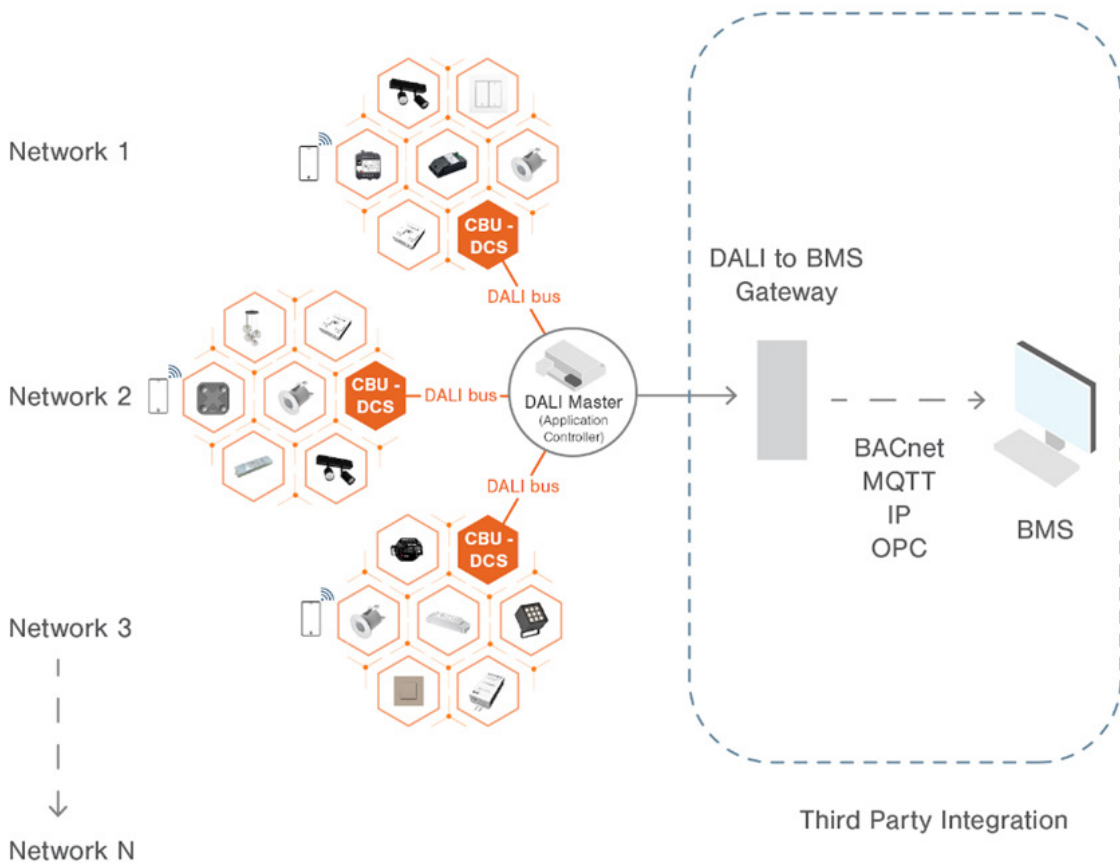 Network 1
CBU -
DCS
DALI bus
DALI to BMS
Gateway
Network 2
CBU -
DCS
DALI bus
DALI Master
(Application
Controller)
BACnet
MQTT
IP
OPC
BMS
DALI bus
CBU -
DCS
Network 3
Third Party Integration
Network N